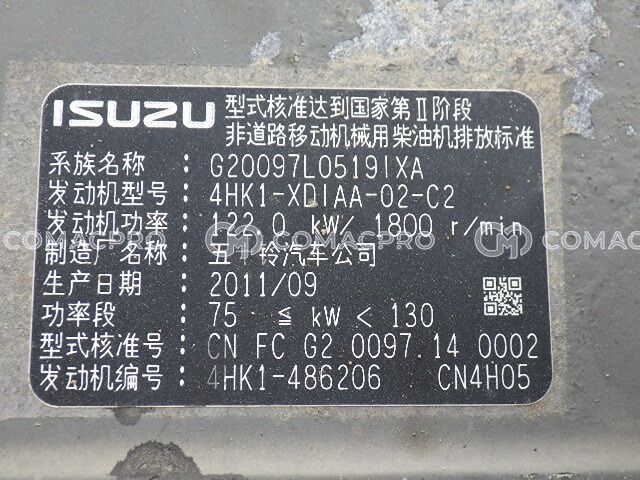 ISUZU
型式核准达到国家第Ⅱ阶段
非道路移动机械用柴油机排放标准
系族名称：G20097L0519IXA
发动机型号：4HK1-XDIAA-02-C2
发动机功率：122.0 kW/ 1800 r/min
制造厂名称：五十铃汽车公司
生产日期：2011/09
功率段：75 ≦ kW < 130
型式核准号：CN FC G2 0097.14 0002
发动机编号：4HK1-486206 CN4H05
COMACPRO
CM COMACPRO
CM COMACPRO